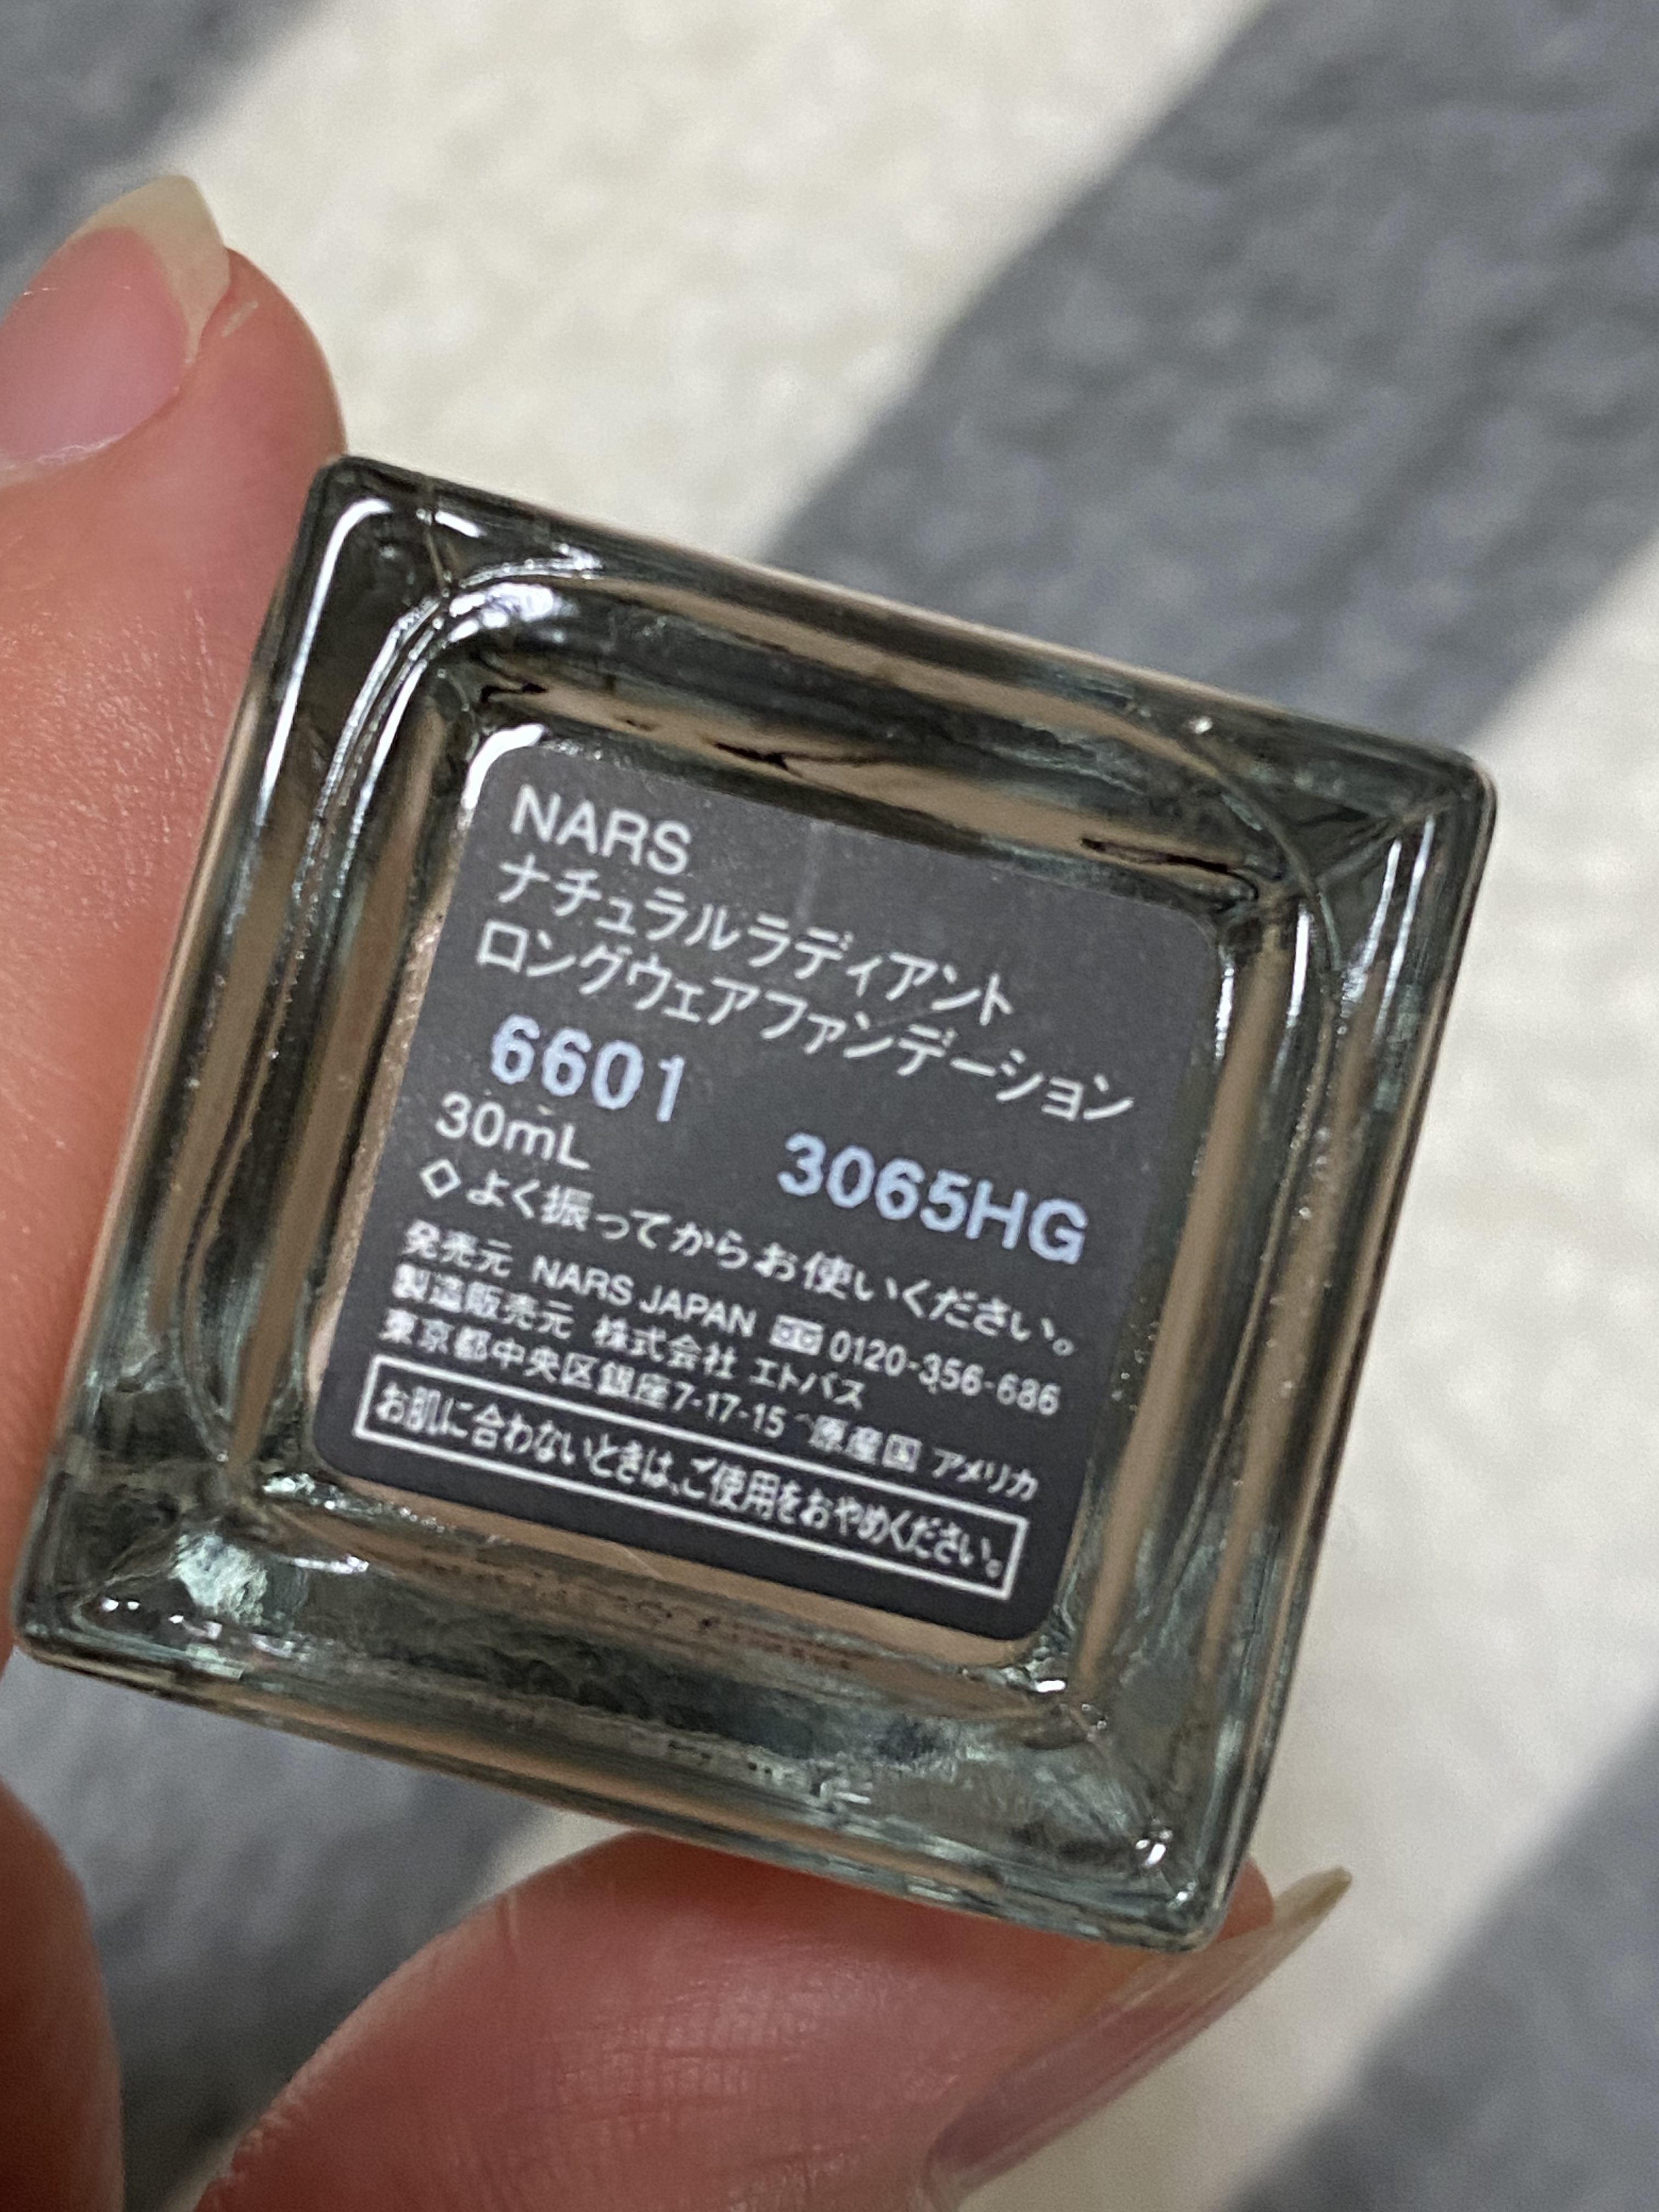 NARS
ナチュラルラディアント
ロングウェアファンデーション
6601
3065HG
30mL
◇よく振ってからお使いください。
発売元 NARS JAPAN 0120-356-686
製造販売元 株式会社 エトバス
東京都中央区銀座7-17-15 原産国 アメリカ
お肌に合わないときは、ご使用をおやめください。